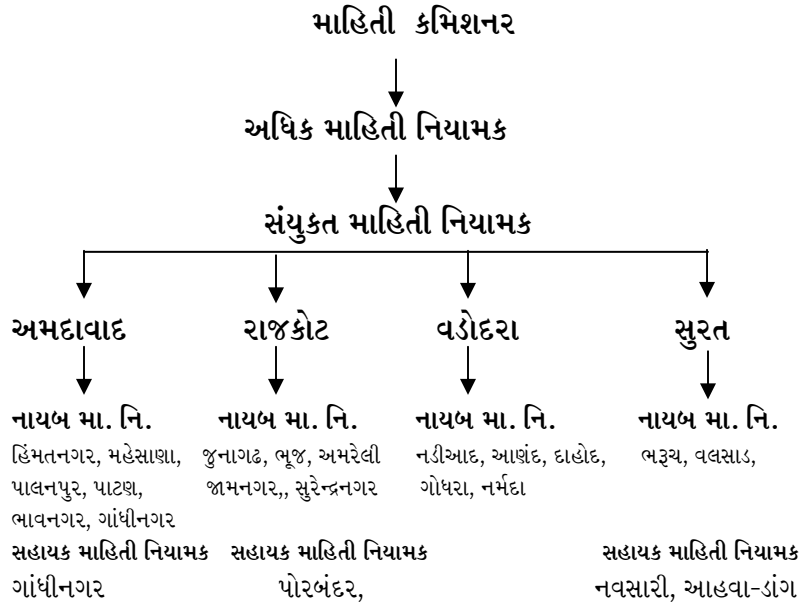 માહિતી કમિશનર
અધિક માહિતી નિયામક
સંયુકત માહિતી નિયામક
અમદાવાદ રાજકોટ વડોદરા સુરત
નાયબ મા. નિ. નાયબ મા. નિ. નાયબ મા. નિ. નાયબ મા. નિ.
હિંમતનગર, મહેસાણા, જુનાગઢ, ભૂજ, અમરેલી નડીઆદ, આણંદ, દાહોદ, ભરૂચ, વલસાડ,
પાલનપુર, પાટણ, જામનગર,, સુરેન્દ્રનગર ગોધરા, નર્મદા
ભાવનગર, ગાંધીનગર
સહાયક માહિતી નિયામક સહાયક માહિતી નિયામક સહાયક માહિતી નિયામક
ગાંધીનગર પોરબંદર, નવસારી, આહવા-ડાંગ